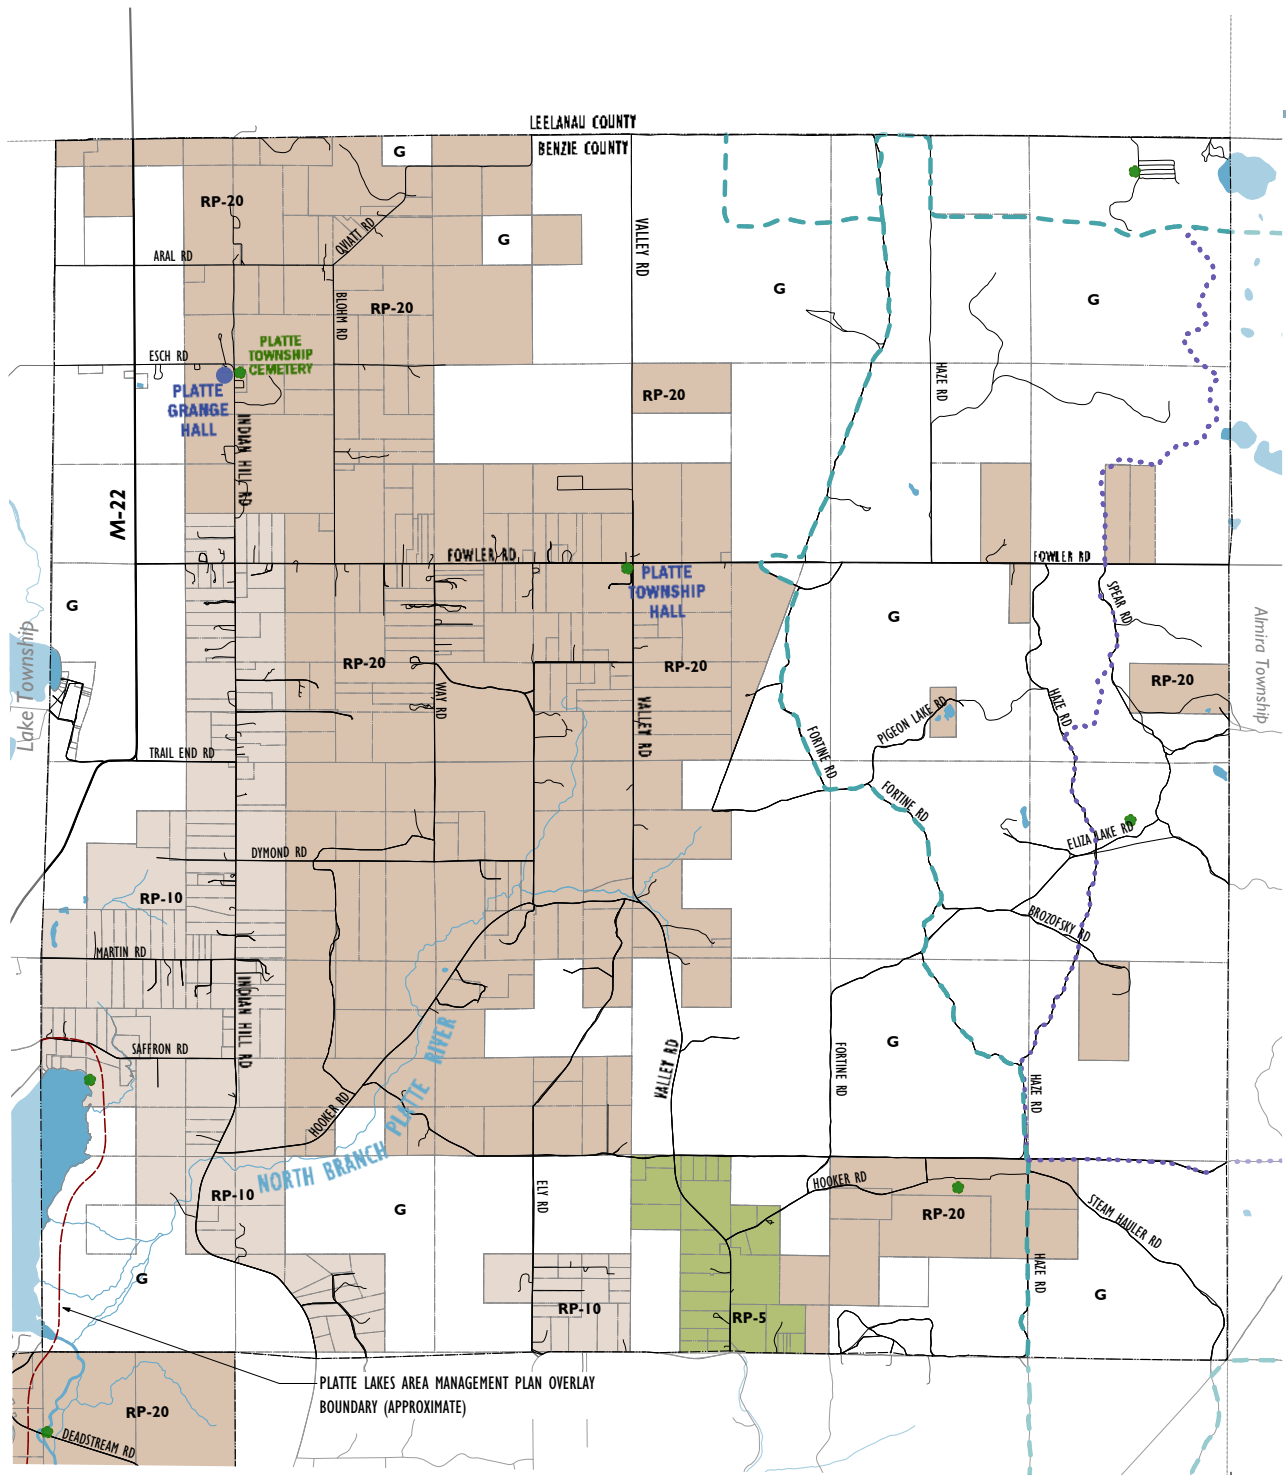 LEELANAU COUNTY
BENZIE COUNTY
G
RP-20
OVIATT RD
VALLEY RD
G
ARAL RD
G
G
BLOHM RD
RP-20
ESCH RD
PLATTE
TOWNSHIP
CEMETERY
HAZE RD
PLATTE
GRANGE
HALL
RP-20
INDIAN HILL RD
M-22
FOWLER RD
FOWLER RD
PLATTE
TOWNSHIP
HALL
G
G
SPEAR RD
Lake Township
Almira Township
RP-20
RP-20
RP-20
WAY RD
VALLEY RD
HAZE RD
PIGEON LAKE RD
TRAIL END RD
FORTINE RD
FORTINE RD
ELIZA LAKE RD
DYMOND RD
RP-10
BROZOFSKY RD
MARTIN RD
INDIAN HILL RD
SAFFRON RD
VALLEY RD
FORTINE RD
G
HAZE RD
HOOKER RD
NORTH BRANCH PLATTE RIVER
RP-10
G
ELY RD
HOOKER RD
RP-20
STEAM HAULER RD
G
HAZE RD
G
RP-10
RP-5
PLATTE LAKES AREA MANAGEMENT PLAN OVERLAY
BOUNDARY (APPROXIMATE)
RP-20
DEADSTREAM RD